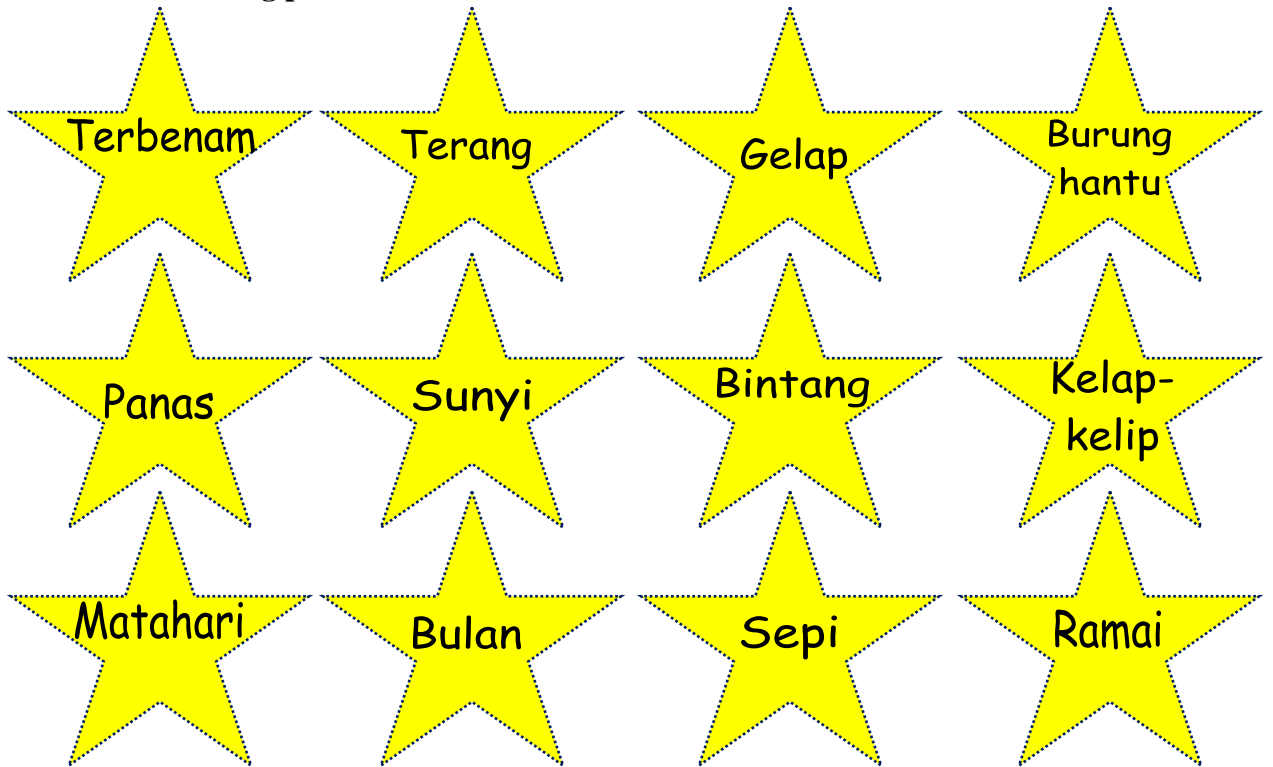 Terbenam
Terang
Gelap
Burung
hantu
Panas
Sunyi
Bintang
Kelap-
kelip
Matahari
Bulan
Sepi
Ramai